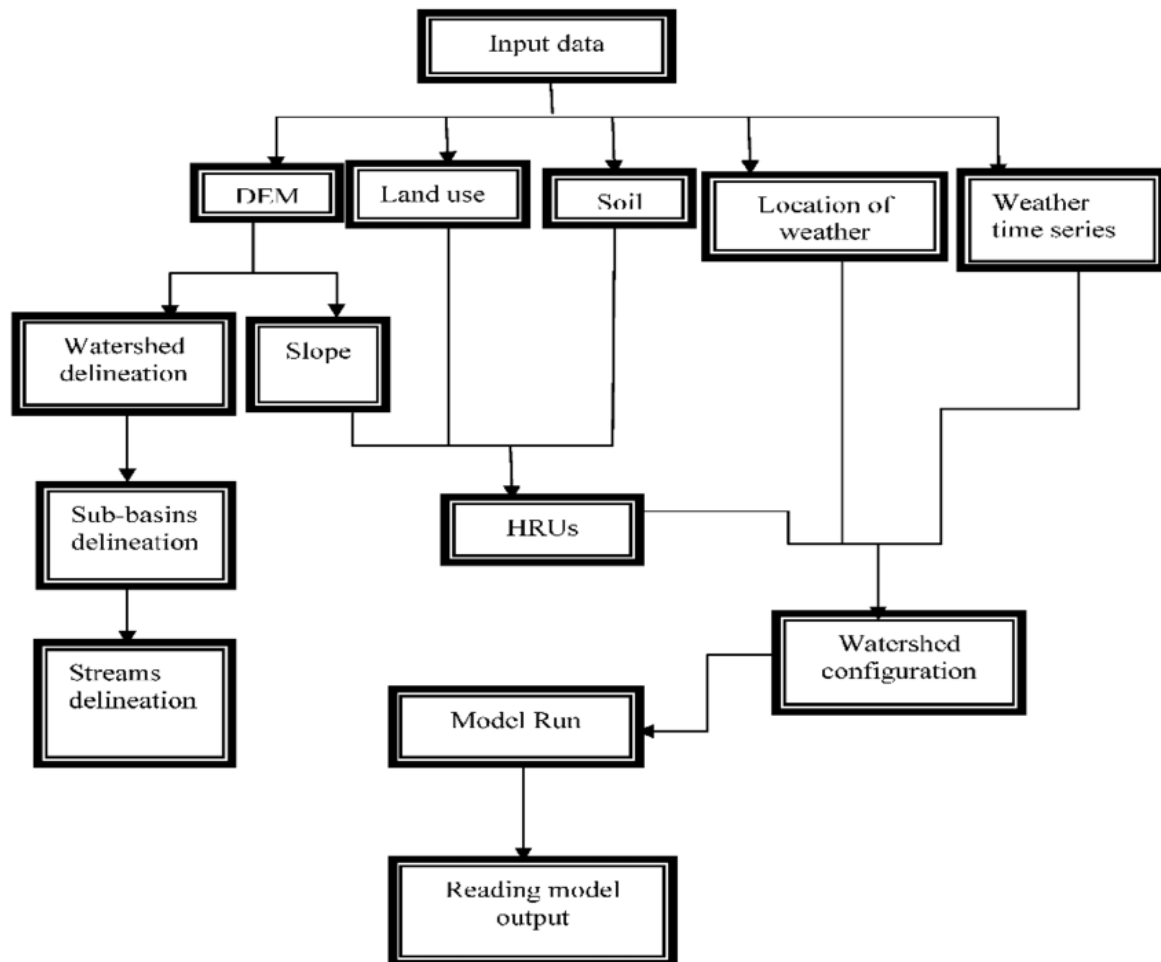 Input data
DEM
Land use
Soil
Location of
weather
Weather
time series
Watershed
delineation
Slope
Sub-basins
delineation
HRUs
Streams
delineation
Watershed
configuration
Model Run
Reading model
output